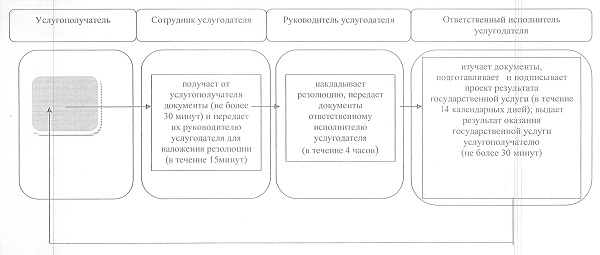 Услугополучатель
Сотрудник услугодателя
Руководитель услугодателя
Ответственный исполнитель
услугодателя
получает от
услугополучателя
документы (не более
30 минут) и передает
их руководителю
услугодателя для
наложения резолюции
(в течение 15минут)
накладывает
резолюцию, передает
документы
ответственному
исполнителю
услугодателя
(в течение 4 часов)
изучает документы,
подготавливает и подписывает
проект результата
государственной услуги (в течение
14 календарных дней); выдает
результат оказания
государственной услуги
услугополучателю
(не более 30 минут)